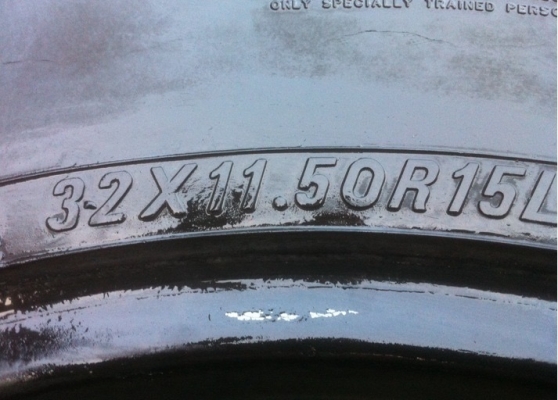 ONLY SPECIALLY TRAINED PERSO
32X11.50R15L